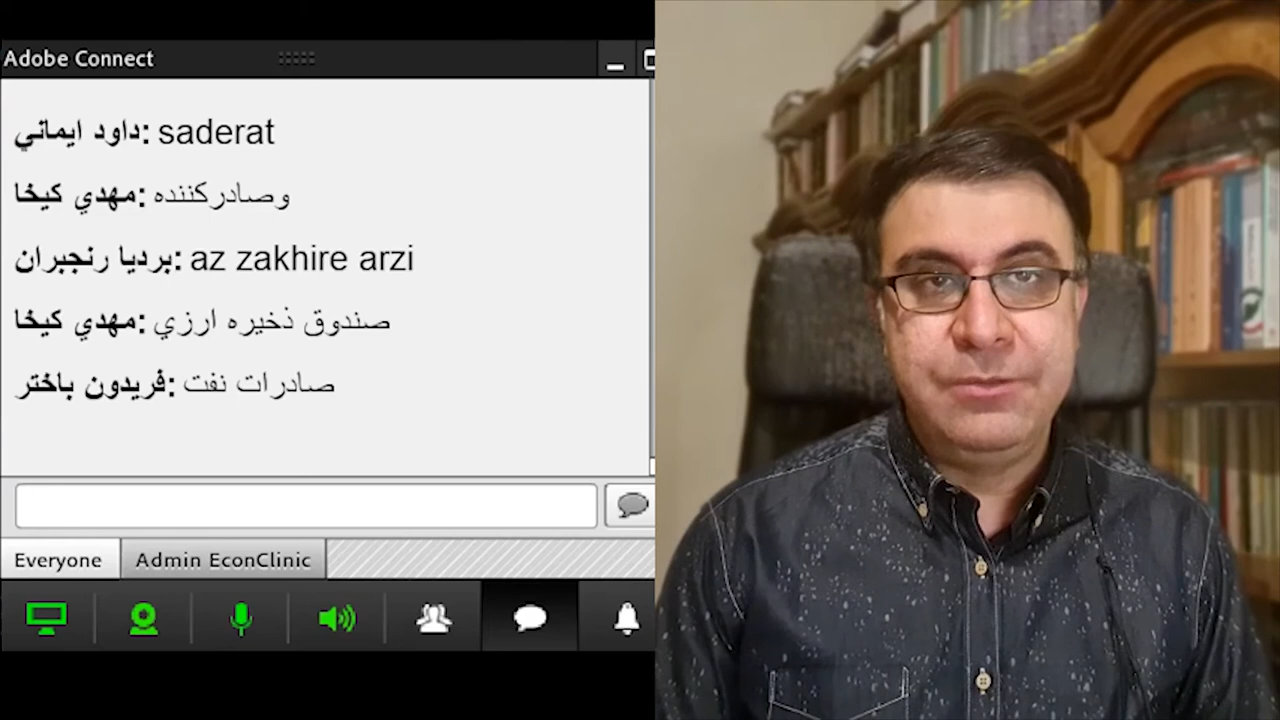 Adobe Connect
داود ايماني: saderat
مهدي كيخا: وصادركننده
برديا رنجبران: az zakhire arzi
مهدي كيخا: صندوق ذخيره ارزي
فريدون باختر: صادرات نفت
Everyone
Admin EconClinic